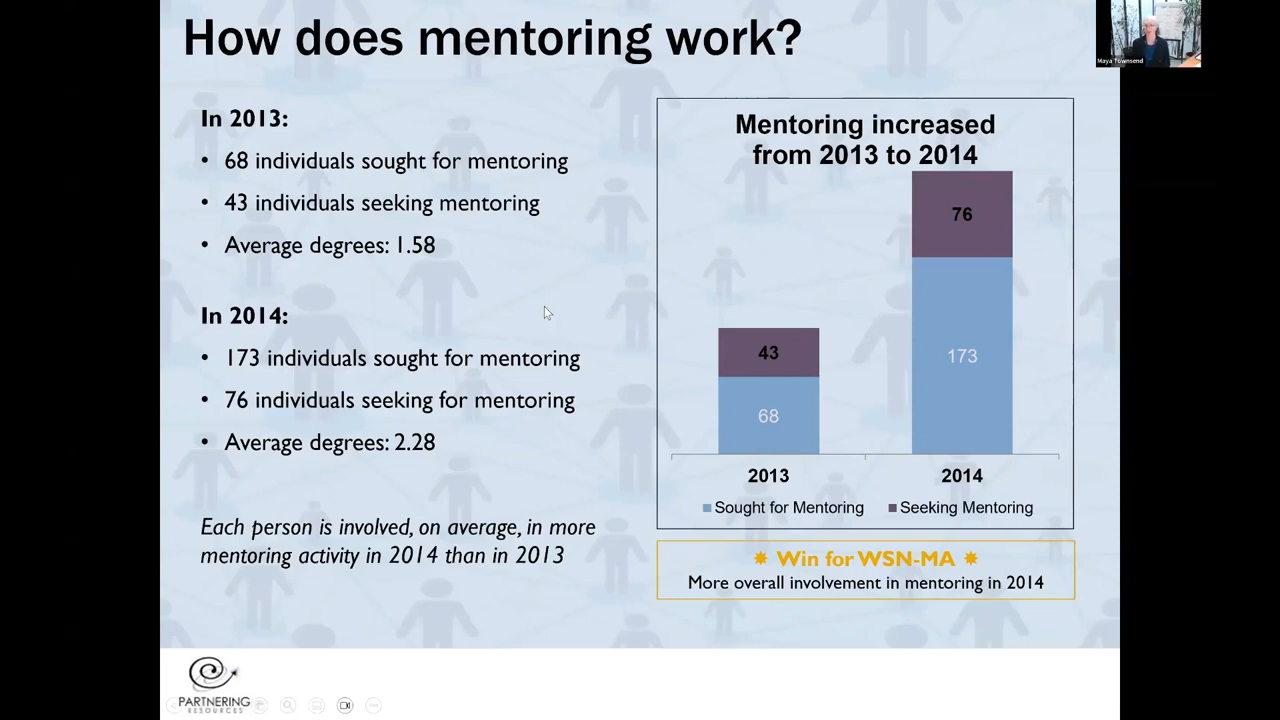 How does mentoring work?
Maya Townsend
In 2013:
• 68 individuals sought for mentoring
• 43 individuals seeking mentoring
• Average degrees: 1.58
In 2014:
• 173 individuals sought for mentoring
• 76 individuals seeking for mentoring
• Average degrees: 2.28
Each person is involved, on average, in more
mentoring activity in 2014 than in 2013
Mentoring increased
from 2013 to 2014
76
173
43
68
2013 2014
Sought for Mentoring Seeking Mentoring
Win for WSN-MA
More overall involvement in mentoring in 2014
PARTNERING
RESOURCES